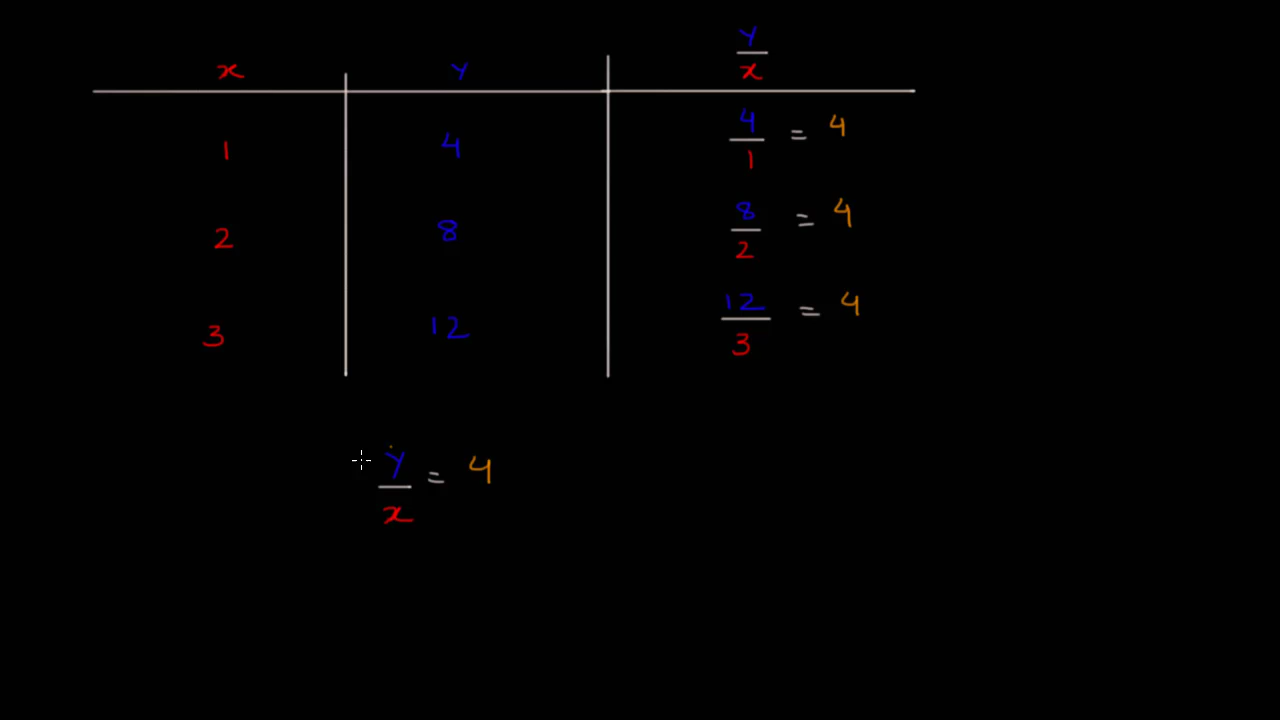 x y y/x
1 4 4/1 = 4
2 8 8/2 = 4
3 12 12/3 = 4
y/x = 4